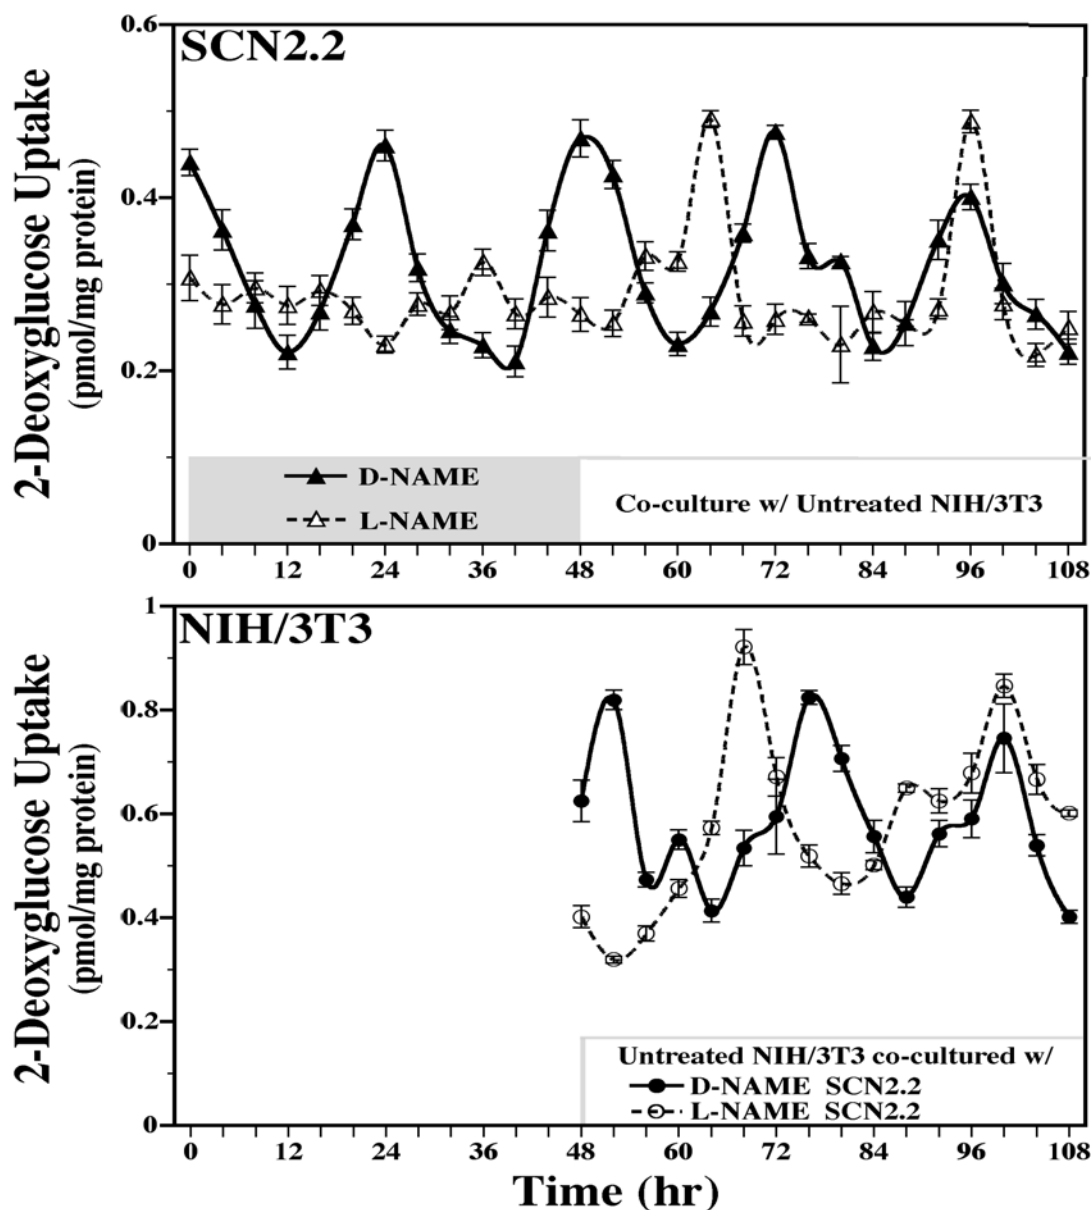 SCN2.2
2-Deoxyglucose Uptake
(pmol/mg protein)
0.6
0.4
0.2
0
D-NAME
L-NAME
Co-culture w/ Untreated NIH/3T3
0 12 24 36 48 60 72 84 96 108
NIH/3T3
2-Deoxyglucose Uptake
(pmol/mg protein)
1
0.8
0.6
0.4
0.2
0
Untreated NIH/3T3 co-cultured w/
D-NAME SCN2.2
L-NAME SCN2.2
0 12 24 36 48 60 72 84 96 108
Time (hr)